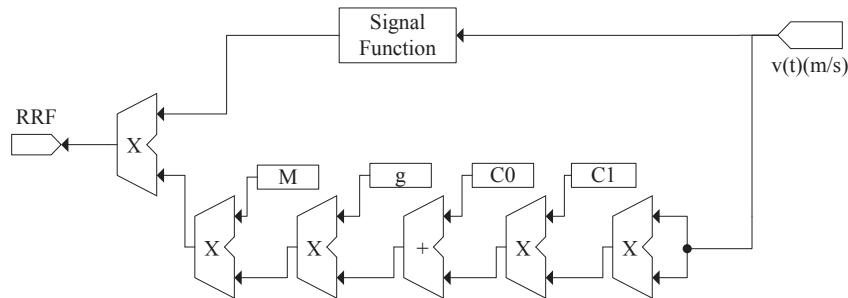 Signal
Function
v(t)(m/s)
RRF
X
M
g
C0
C1
X
X
+
X
X